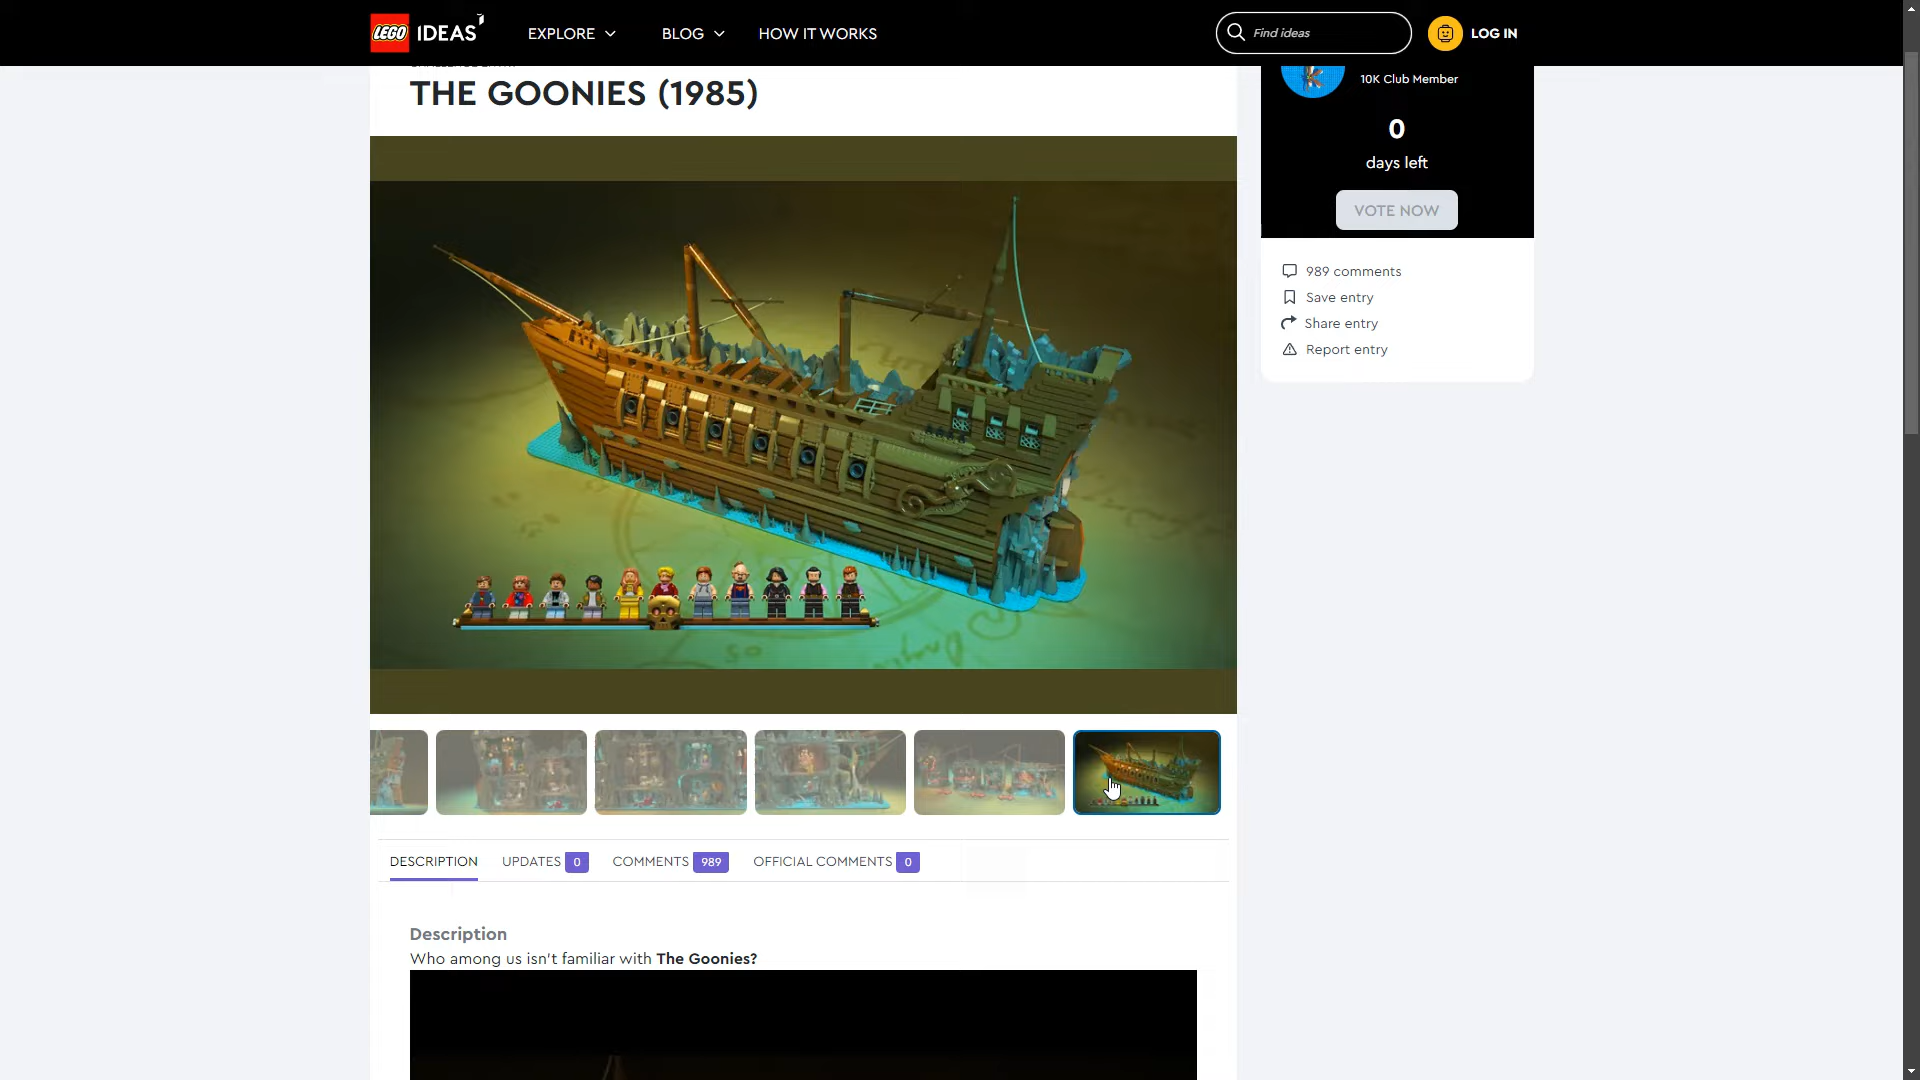 LEGO IDEAS
EXPLORE
BLOG
HOW IT WORKS
Find ideas
LOG IN
THE GOONIES (1985)
10K Club Member
0
days left
VOTE NOW
989 comments
Save entry
Share entry
Report entry
DESCRIPTION
UPDATES 0
COMMENTS 989
OFFICIAL COMMENTS 0
Description
Who among us isn't familiar with The Goonies?